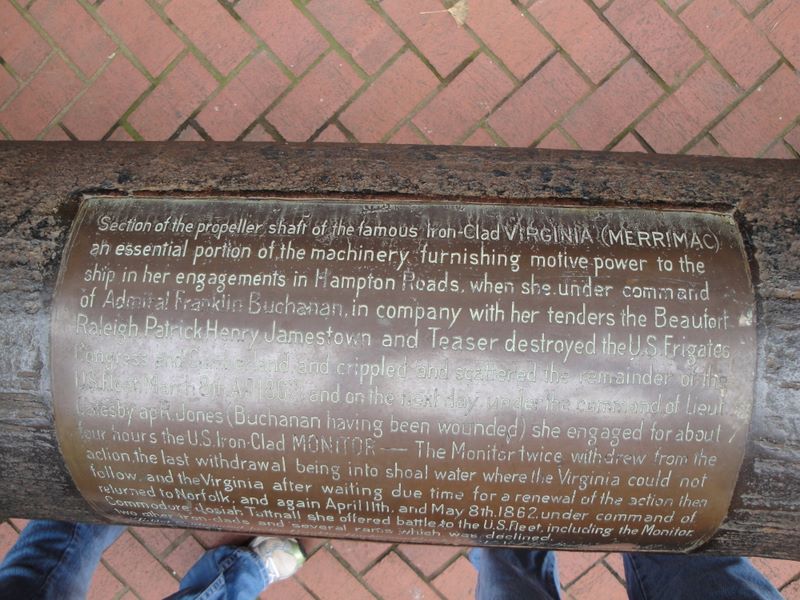 Section of the propeller shaft of the famous Iron-Clad VIRGINIA (MERRIMAC)
an essential portion of the machinery furnishing motive power to the
ship in her engagements in Hampton Roads, when she under command
of Admiral Franklin Buchanan, in company with her tenders the Beaufort
Raleigh, Patrick Henry, Jamestown and Teaser destroyed the U.S. Frigates
Congress and Cumberland and crippled and scattered the remainder of the
U.S. Fleet March 8th A.D. 1862, and on the next day, under the command of Lieut
Catesby ap R. Jones (Buchanan having been wounded) she engaged for about
four hours the U.S. Iron-Clad MONITOR — The Monitor twice withdrew from the
action, the last withdrawal being into shoal water where the Virginia could not
follow, and the Virginia after waiting due time for a renewal of the action then
returned to Norfolk, and again April 11th, and May 8th, 1862, under command of
Commodore Josiah Tuttnall she offered battle to the U.S. Fleet, including the Monitor,
two other Iron-clads and several rams which was declined.